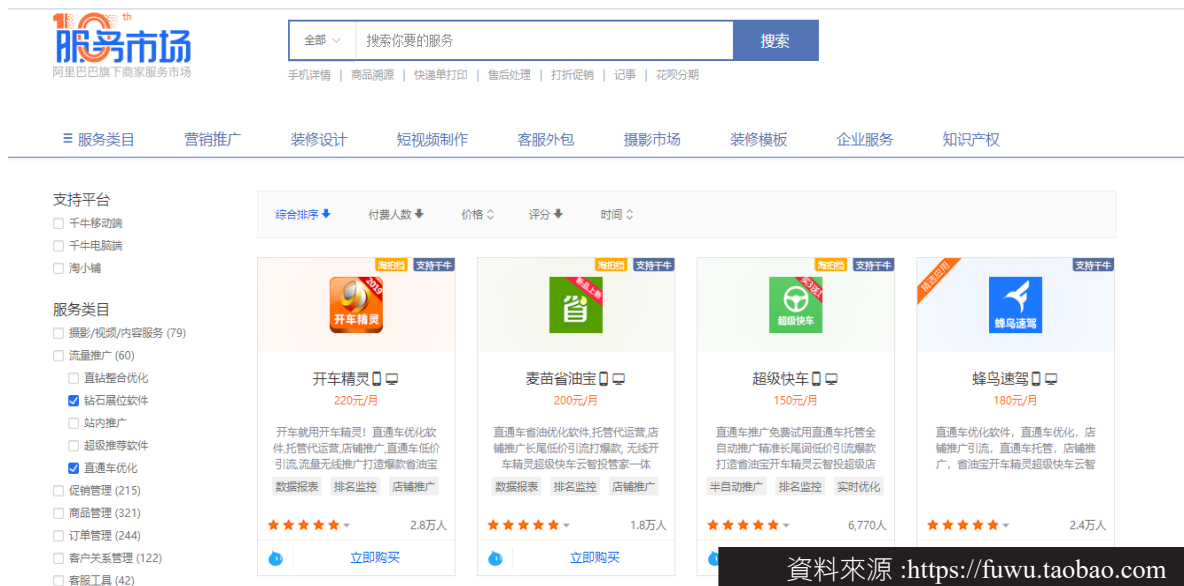 10th
服务市场
阿里巴巴旗下商家服务市场
全部 搜索你要的服务 搜索
手机详情 | 商品溯源 | 快递单打印 | 售后处理 | 打折促销 | 记事 | 花呗分期
服务类目 营销推广 装修设计 短视频制作 客服外包 摄影市场 装修模板 企业服务 知识产权
支持平台
千牛移动端
千牛电脑端
淘小铺
服务类目
摄影/视频/内容服务 (79)
流量推广 (60)
直钻整合优化
钻石展位软件
站内推广
超级推荐软件
直通车优化
促销管理 (215)
商品管理 (321)
订单管理 (244)
客户关系管理 (122)
客服工具 (42)
综合排序 付费人数 价格 评分 时间
淘拍档 支持千牛
2019
开车精灵
开车精灵
220元/月
开车就用开车精灵！直通车优化软
件,托管代运营,店铺推广,直通车低价
引流,流量无线推广打造爆款省油宝
数据报表 排名监控 店铺推广
2.8万人
立即购买
淘拍档 支持千牛
新品上新
省
麦苗省油宝
200元/月
直通车省油优化软件,托管代运营,店
铺推广长尾低价引流打爆款, 无线开
车精灵超级快车云智投管家一体
数据报表 排名监控 店铺推广
1.8万人
立即购买
淘拍档 支持千牛
买3送1
超级快车
超级快车
150元/月
直通车推广免费试用直通车托管全
自动推广精准长尾词低价引流爆款
打造省油宝开车精灵云智投超级店
半自动推广 排名监控 实时优化
6,770人
精选应用
支持千牛
蜂鸟速驾
蜂鸟速驾
180元/月
直通车优化软件，直通车优化，店
铺推广引流，直通车托管，店铺推
广，省油宝开车精灵超级快车云智
2.4万人
資料來源 :https://fuwu.taobao.com